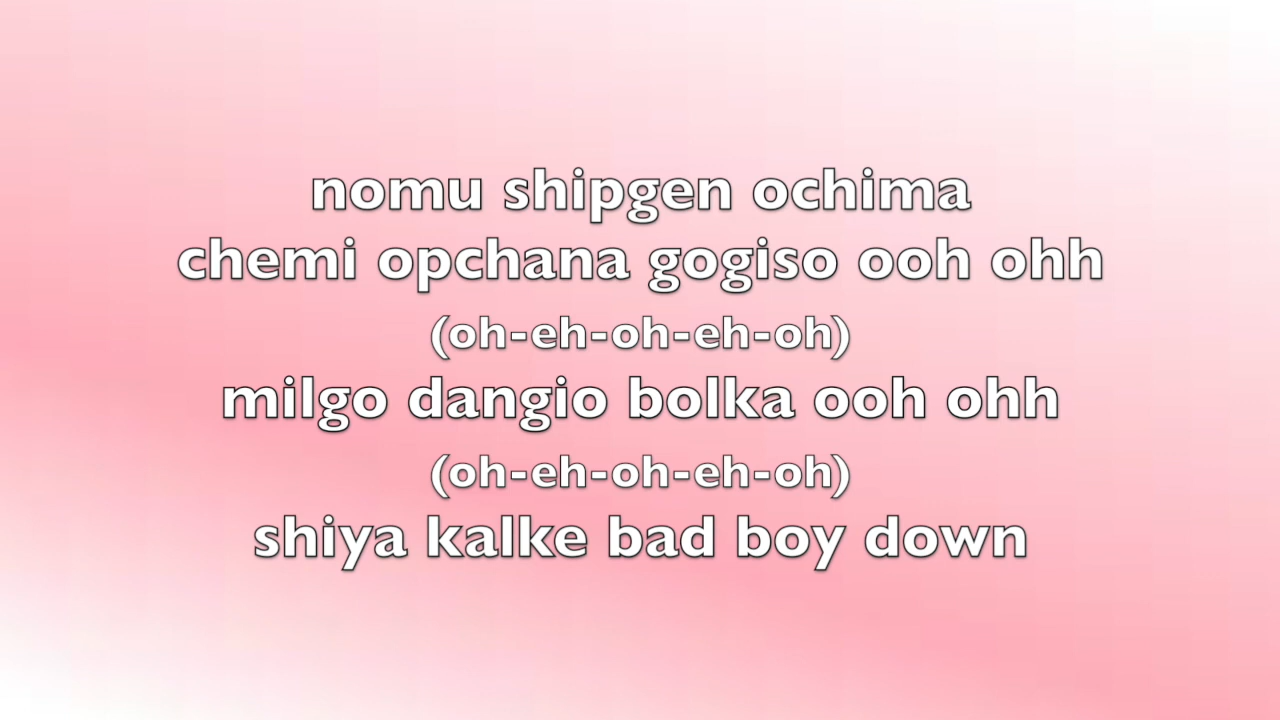 nomu shipgen ochima
chemi opchana gogiso ooh ohh
(oh-eh-oh-eh-oh)
milgo dangio bolka ooh ohh
(oh-eh-oh-eh-oh)
shiya kalke bad boy down